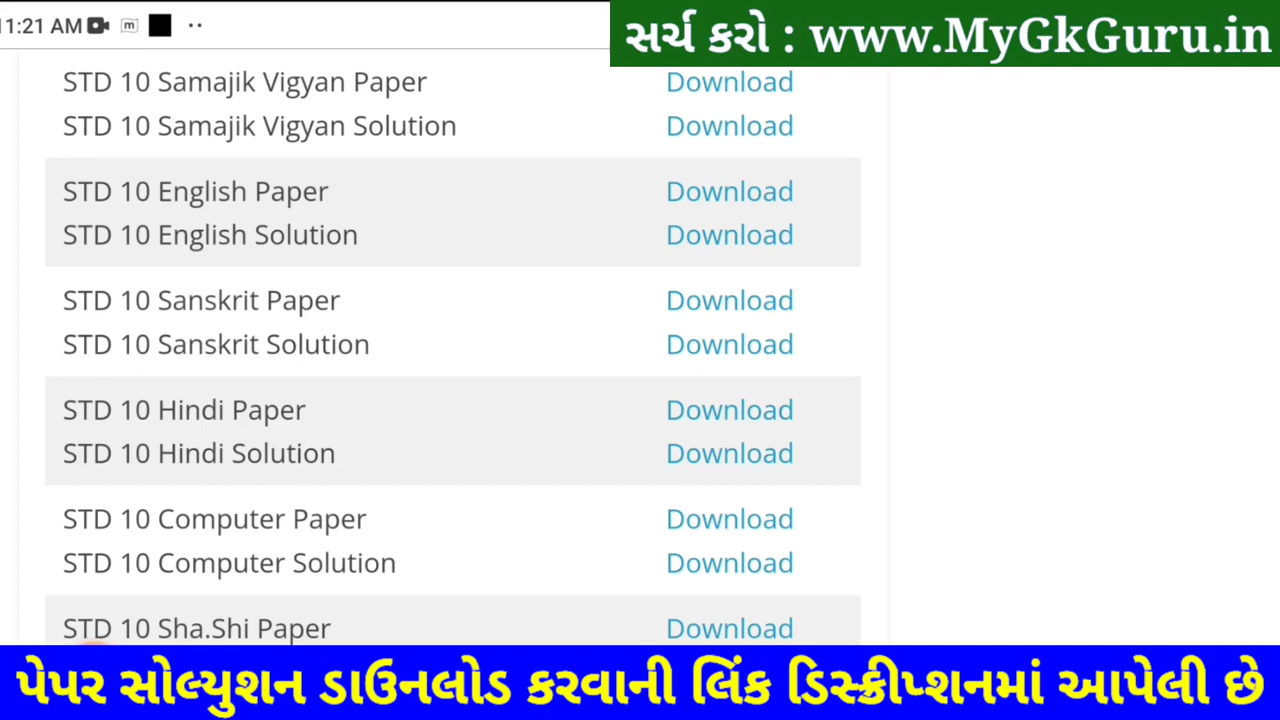 11:21 AM
સર્ચ કરો : www.MyGkGuru.in
STD 10 Samajik Vigyan Paper Download
STD 10 Samajik Vigyan Solution Download
STD 10 English Paper Download
STD 10 English Solution Download
STD 10 Sanskrit Paper Download
STD 10 Sanskrit Solution Download
STD 10 Hindi Paper Download
STD 10 Hindi Solution Download
STD 10 Computer Paper Download
STD 10 Computer Solution Download
STD 10 Sha.Shi Paper Download
પેપર સોલ્યુશન ડાઉનલોડ કરવાની લિંક ડિસ્ક્રીપ્શનમાં આપેલી છે